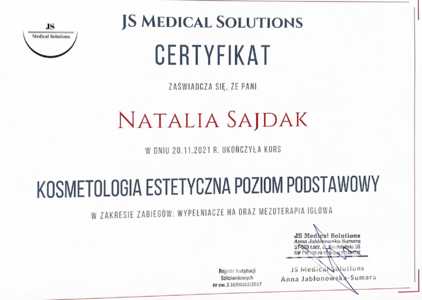 JS
Medical Solutions
JS MEDICAL SOLUTIONS
CERTYFIKAT
ZAŚWIADCZA SIĘ, ŻE PANI
NATALIA SAJDAK
W DNIU 20.11.2021 R. UKOŃCZYŁA KURS
KOSMETOLOGIA ESTETYCZNA POZIOM PODSTAWOWY
W ZAKRESIE ZABIEGÓW: WYPEŁNIACZE HA ORAZ MEZOTERAPIA IGŁOWA
JS Medical Solutions
Anna Jabłonowska-Sumara
Rejestr Instytucji
Szkoleniowych
JS MEDICAL SOLUTIONS
Anna Jabłonowska-Sumara